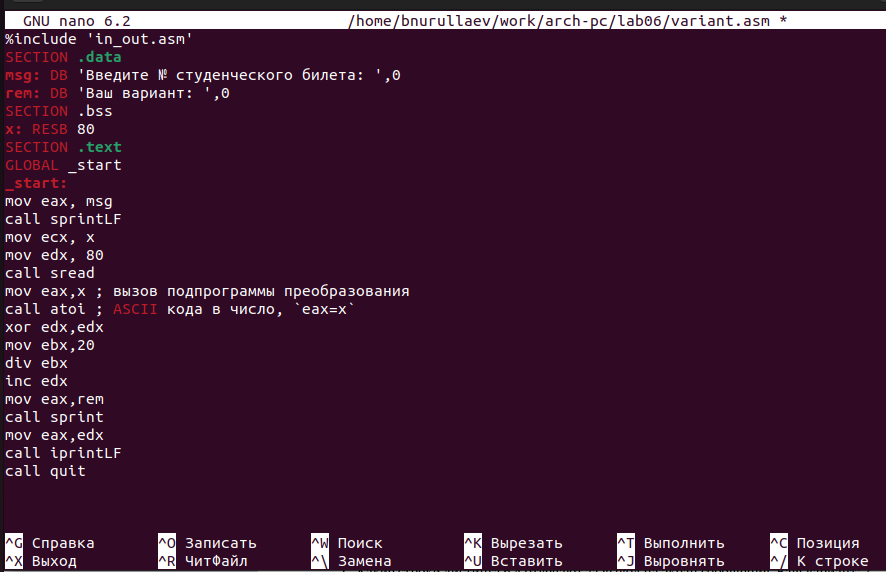 GNU nano 6.2 /home/bnurullaev/work/arch-pc/lab06/variant.asm *
%include 'in_out.asm'
SECTION .data
msg: DB 'Введите № студенческого билета: ',0
rem: DB 'Ваш вариант: ',0
SECTION .bss
x: RESB 80
SECTION .text
GLOBAL _start
_start:
mov eax, msg
call sprintLF
mov ecx, x
mov edx, 80
call sread
mov eax,x ; вызов подпрограммы преобразования
call atoi ; ASCII кода в число, `eax=x`
xor edx,edx
mov ebx,20
div ebx
inc edx
mov eax,rem
call sprint
mov eax,edx
call iprintLF
call quit
^G Справка ^O Записать ^W Поиск ^K Вырезать ^T Выполнить ^C Позиция
^X Выход ^R ЧитФайл ^\ Замена ^U Вставить ^J Выровнять ^/ К строке